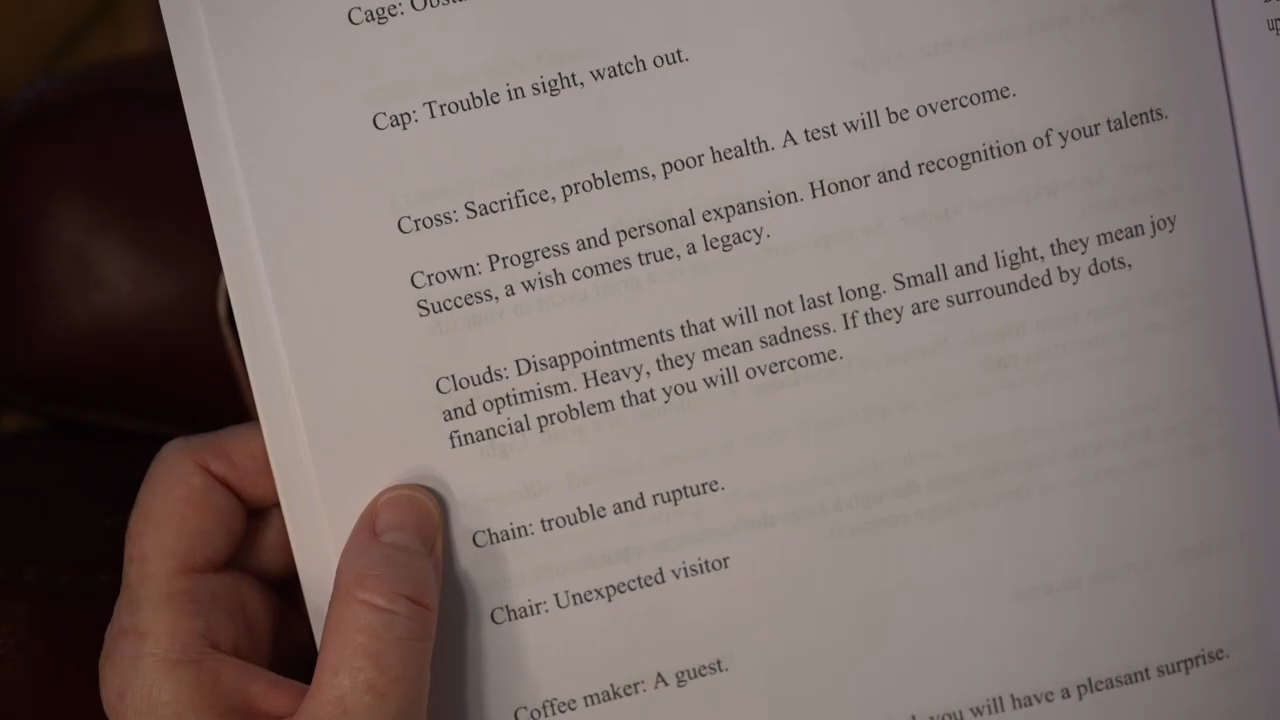 Cage:
Cap: Trouble in sight, watch out.
Cross: Sacrifice, problems, poor health. A test will be overcome.
Crown: Progress and personal expansion. Honor and recognition of your talents.
Success, a wish comes true, a legacy.
Clouds: Disappointments that will not last long. Small and light, they mean joy
and optimism. Heavy, they mean sadness. If they are surrounded by dots,
financial problem that you will overcome.
Chain: trouble and rupture.
Chair: Unexpected visitor
Coffee maker: A guest.
you will have a pleasant surprise.
up